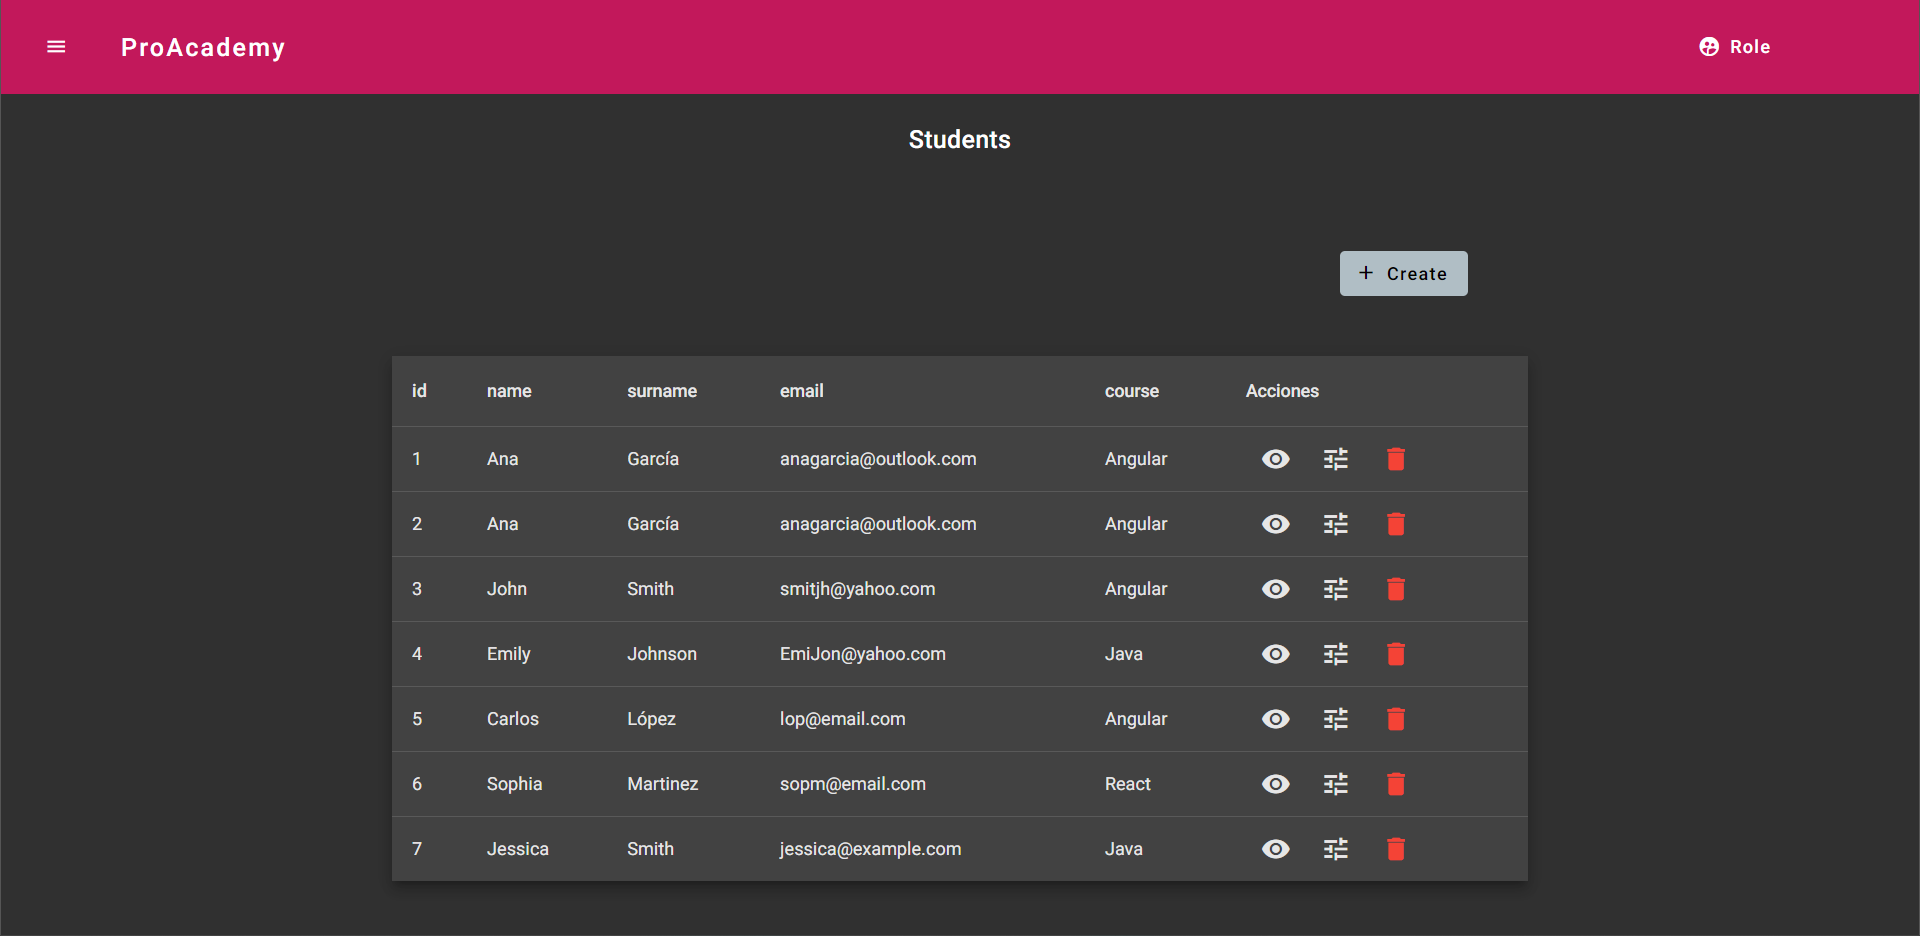 ProAcademy Role
Students
+ Create
id name surname email course Acciones
1 Ana García anagarcia@outlook.com Angular
2 Ana García anagarcia@outlook.com Angular
3 John Smith smitjh@yahoo.com Angular
4 Emily Johnson EmiJon@yahoo.com Java
5 Carlos López lop@email.com Angular
6 Sophia Martinez sopm@email.com React
7 Jessica Smith jessica@example.com Java